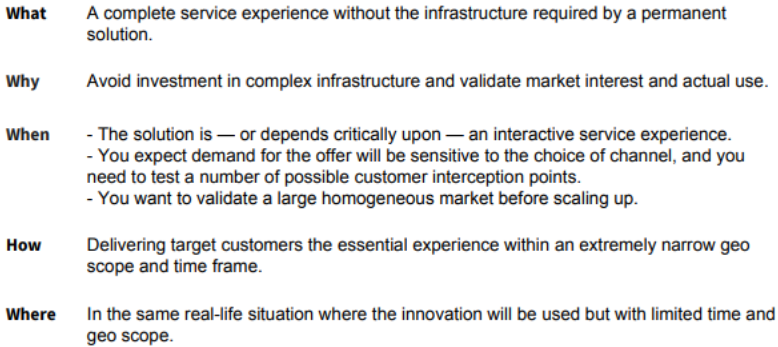 What A complete service experience without the infrastructure required by a permanent
solution.
Why Avoid investment in complex infrastructure and validate market interest and actual use.
When - The solution is — or depends critically upon — an interactive service experience.
- You expect demand for the offer will be sensitive to the choice of channel, and you
need to test a number of possible customer interception points.
- You want to validate a large homogeneous market before scaling up.
How Delivering target customers the essential experience within an extremely narrow geo
scope and time frame.
Where In the same real-life situation where the innovation will be used but with limited time and
geo scope.